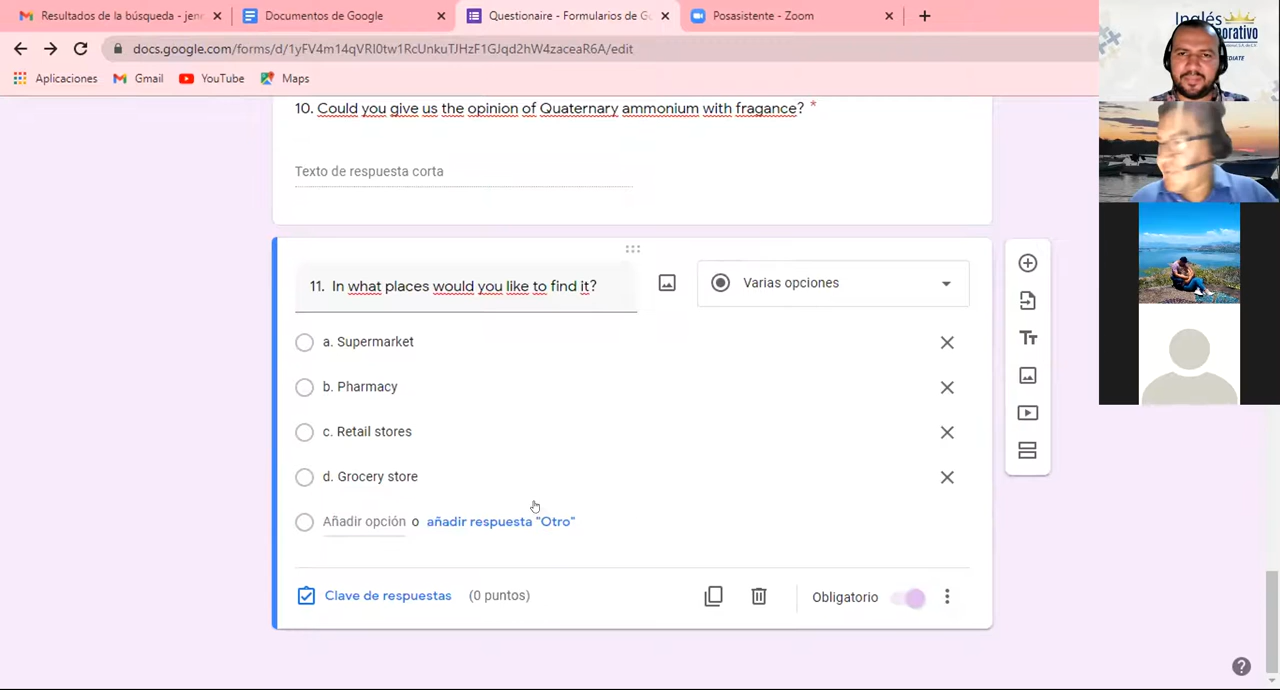 Resultados de la búsqueda - jenn
Documentos de Google
Questionaire - Formularios de Go
Posasistente - Zoom
docs.google.com/forms/d/1yFV4m14qVRl0tw1RcUnkuTJHzF1GJqd2hW4zaceaR6A/edit
Aplicaciones
Gmail
YouTube
Maps
Inglés
orativo
EDIATE
10. Could you give us the opinion of Quaternary ammonium with fragance? *
Texto de respuesta corta
11. In what places would you like to find it?
Varias opciones
a. Supermarket
b. Pharmacy
c. Retail stores
d. Grocery store
Añadir opción o añadir respuesta "Otro"
Clave de respuestas (0 puntos)
Obligatorio